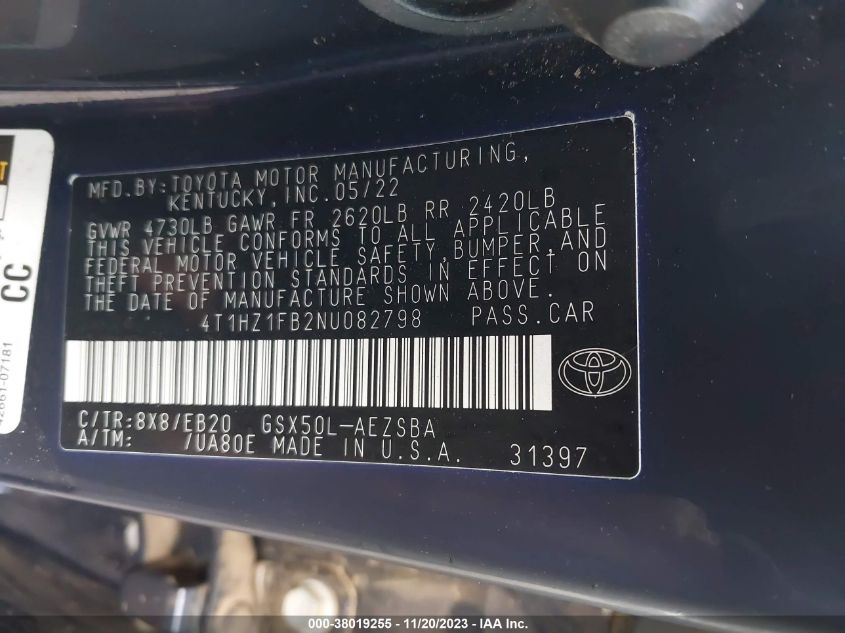 MFD.BY:TOYOTA MOTOR MANUFACTURING,
KENTUCKY,INC.05/22
GVWR 4730LB GAWR FR 2620LB RR 2420LB
THIS VEHICLE CONFORMS TO ALL APPLICABLE
FEDERAL MOTOR VEHICLE SAFETY,BUMPER,AND
THEFT PREVENTION STANDARDS IN EFFECT ON
THE DATE OF MANUFACTURE SHOWN ABOVE.
4T1HZ1FB2NU082798 PASS.CAR
C/TR:8X8/EB20 GSX50L-AEZSBA
A/TM: /UA80E MADE IN U.S.A. 31397
CC
42661-07181
000-38019255 - 11/20/2023 - IAAI Inc.